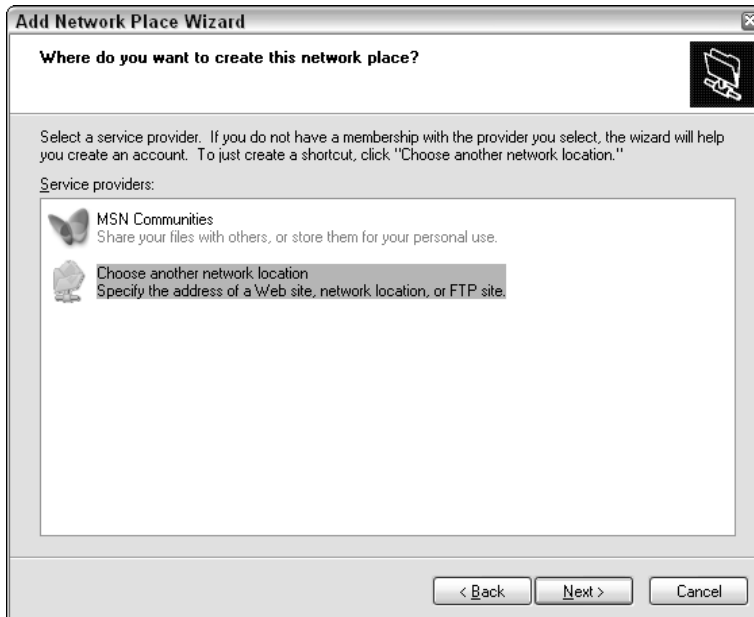 Add Network Place Wizard
Where do you want to create this network place?
Select a service provider. If you do not have a membership with the provider you select, the wizard will help
you create an account. To just create a shortcut, click "Choose another network location."
Service providers:
MSN Communities
Share your files with others, or store them for your personal use.
Choose another network location
Specify the address of a Web site, network location, or FTP site.
< Back
Next >
Cancel